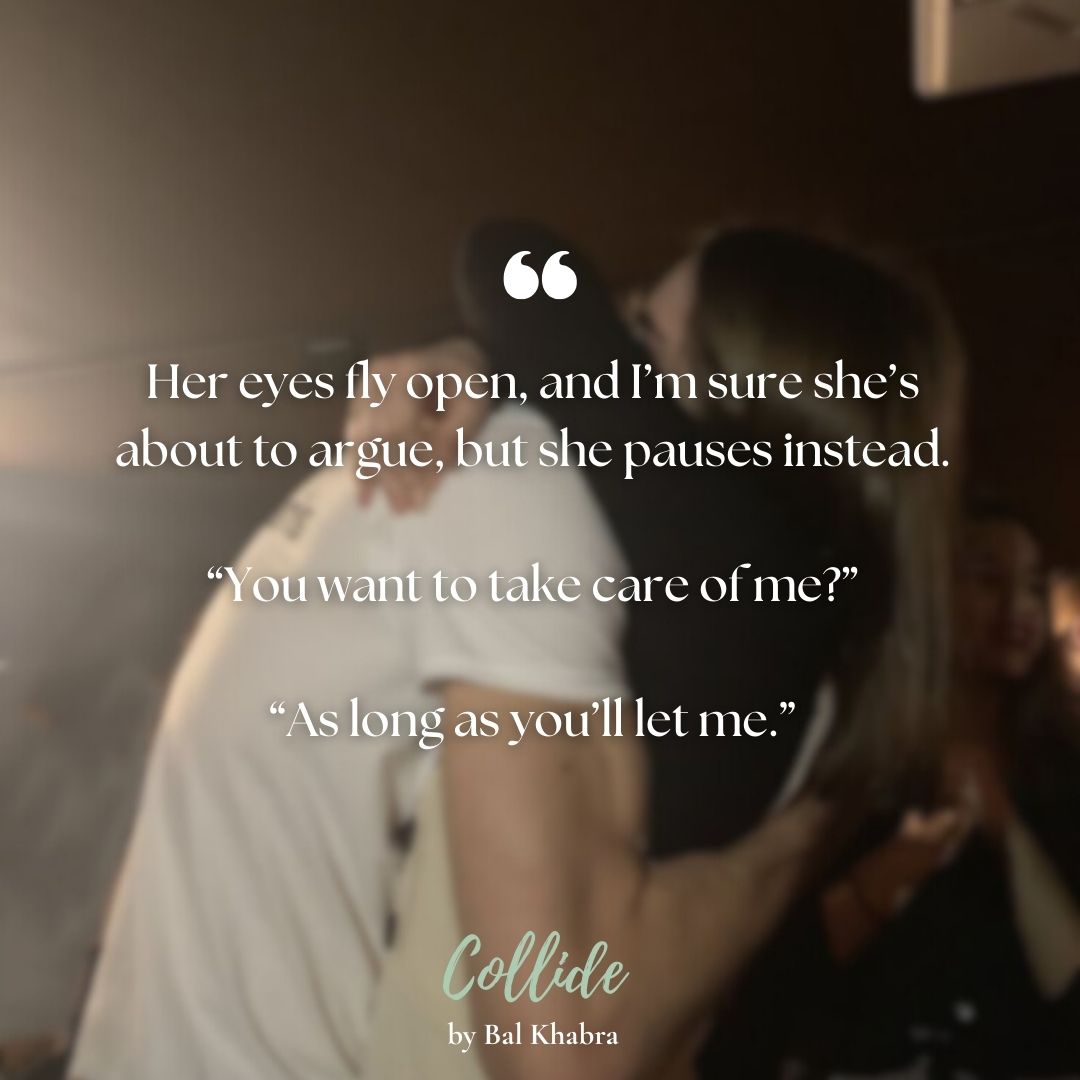 “
Her eyes fly open, and I’m sure she’s
about to argue, but she pauses instead.
“You want to take care of me?”
“As long as you’ll let me.”
Collide
by Bal Khabra